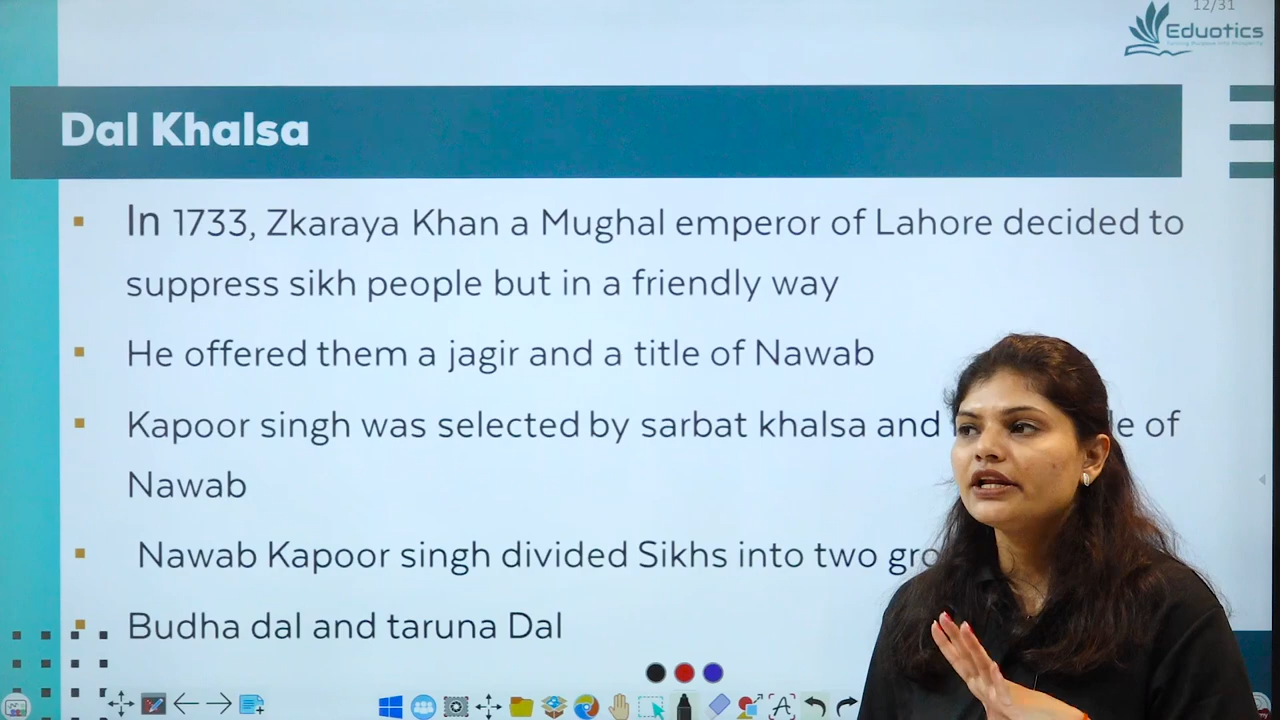 12/31
Eduotics
Dal Khalsa
In 1733, Zkaraya Khan a Mughal emperor of Lahore decided to
suppress sikh people but in a friendly way
He offered them a jagir and a title of Nawab
Kapoor singh was selected by sarbat khalsa and
of
Nawab
Nawab Kapoor singh divided Sikhs into two
Budha dal and taruna Dal